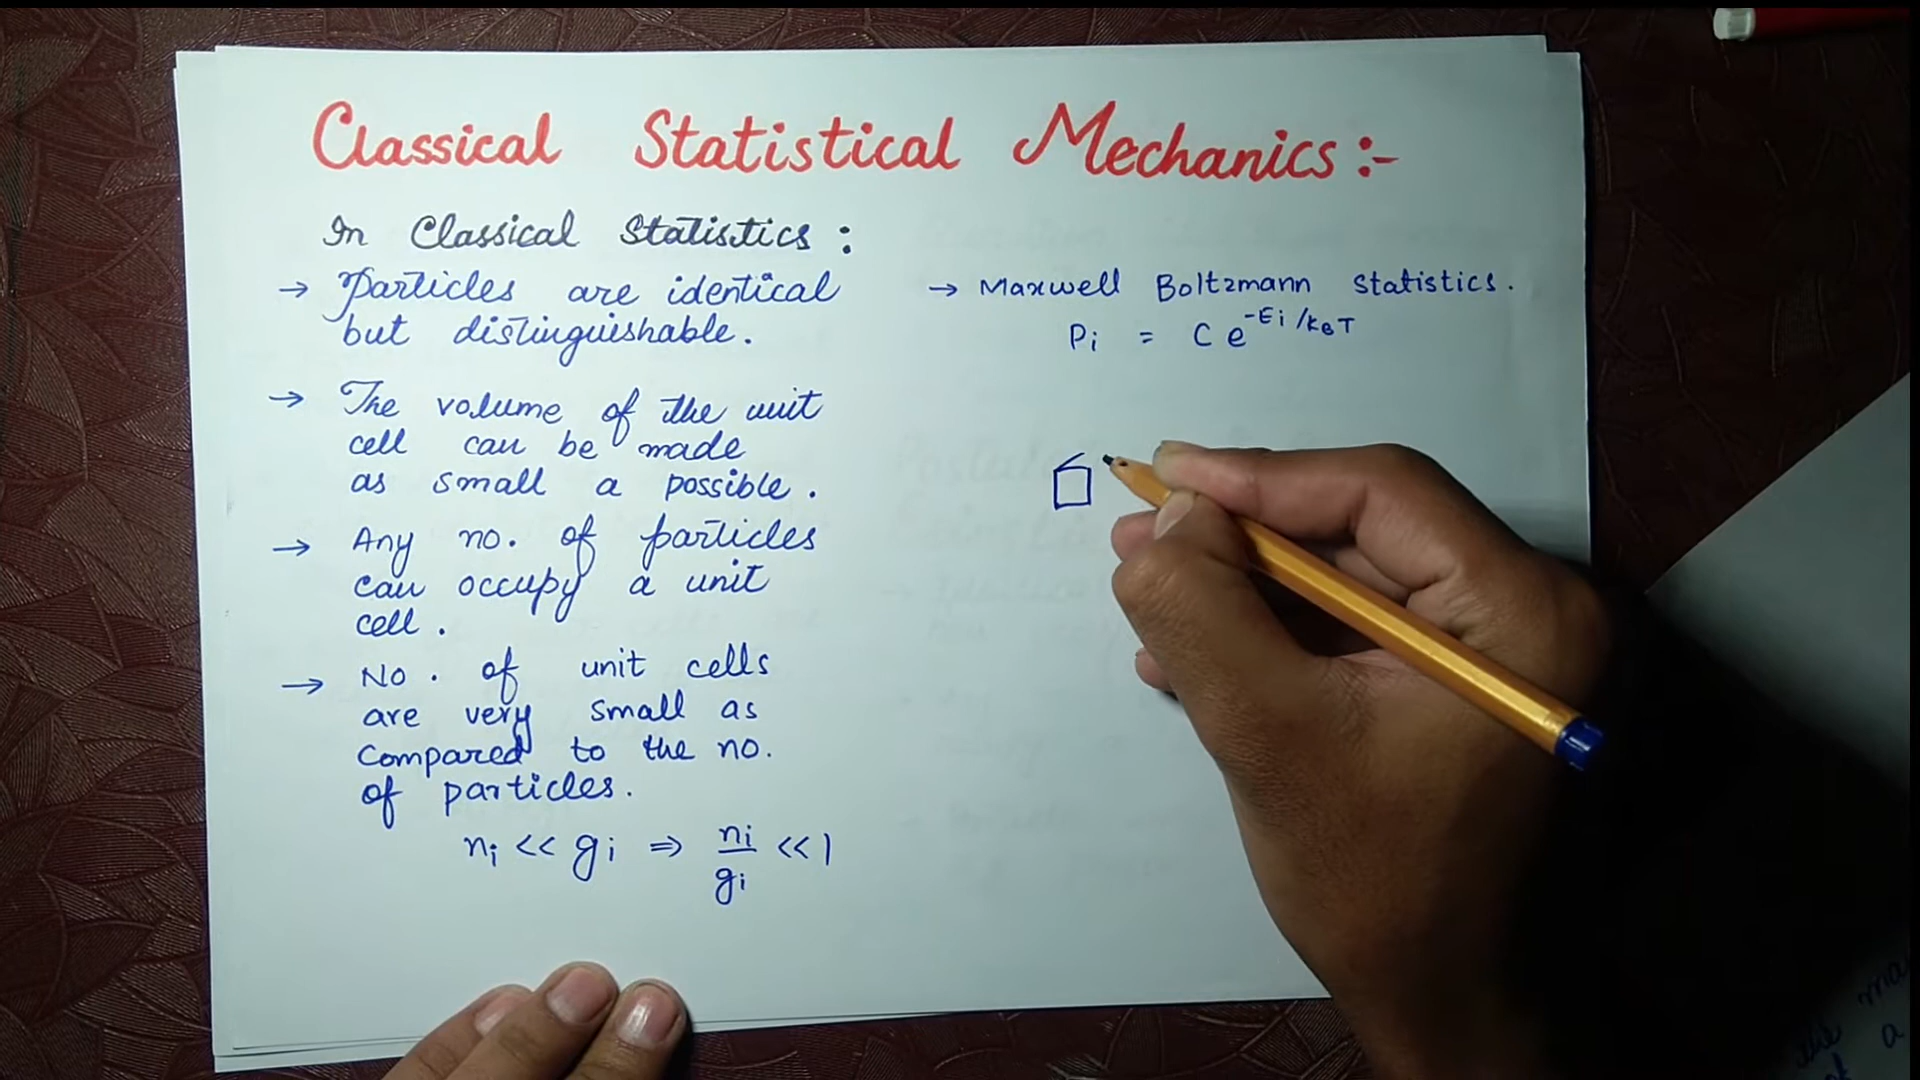 Classical Statistical Mechanics :-
In Classical Statistics :
→ Particles are identical
but distinguishable.
→ The volume of the unit
cell can be made
as small a possible.
→ Any no. of particles
can occupy a unit
cell.
→ No. of unit cells
are very small as
compared to the no.
of particles.
ni << gi ⇒ ni/gi << 1
→ Maxwell Boltzmann Statistics.
Pi = C e^-Ei/kBT